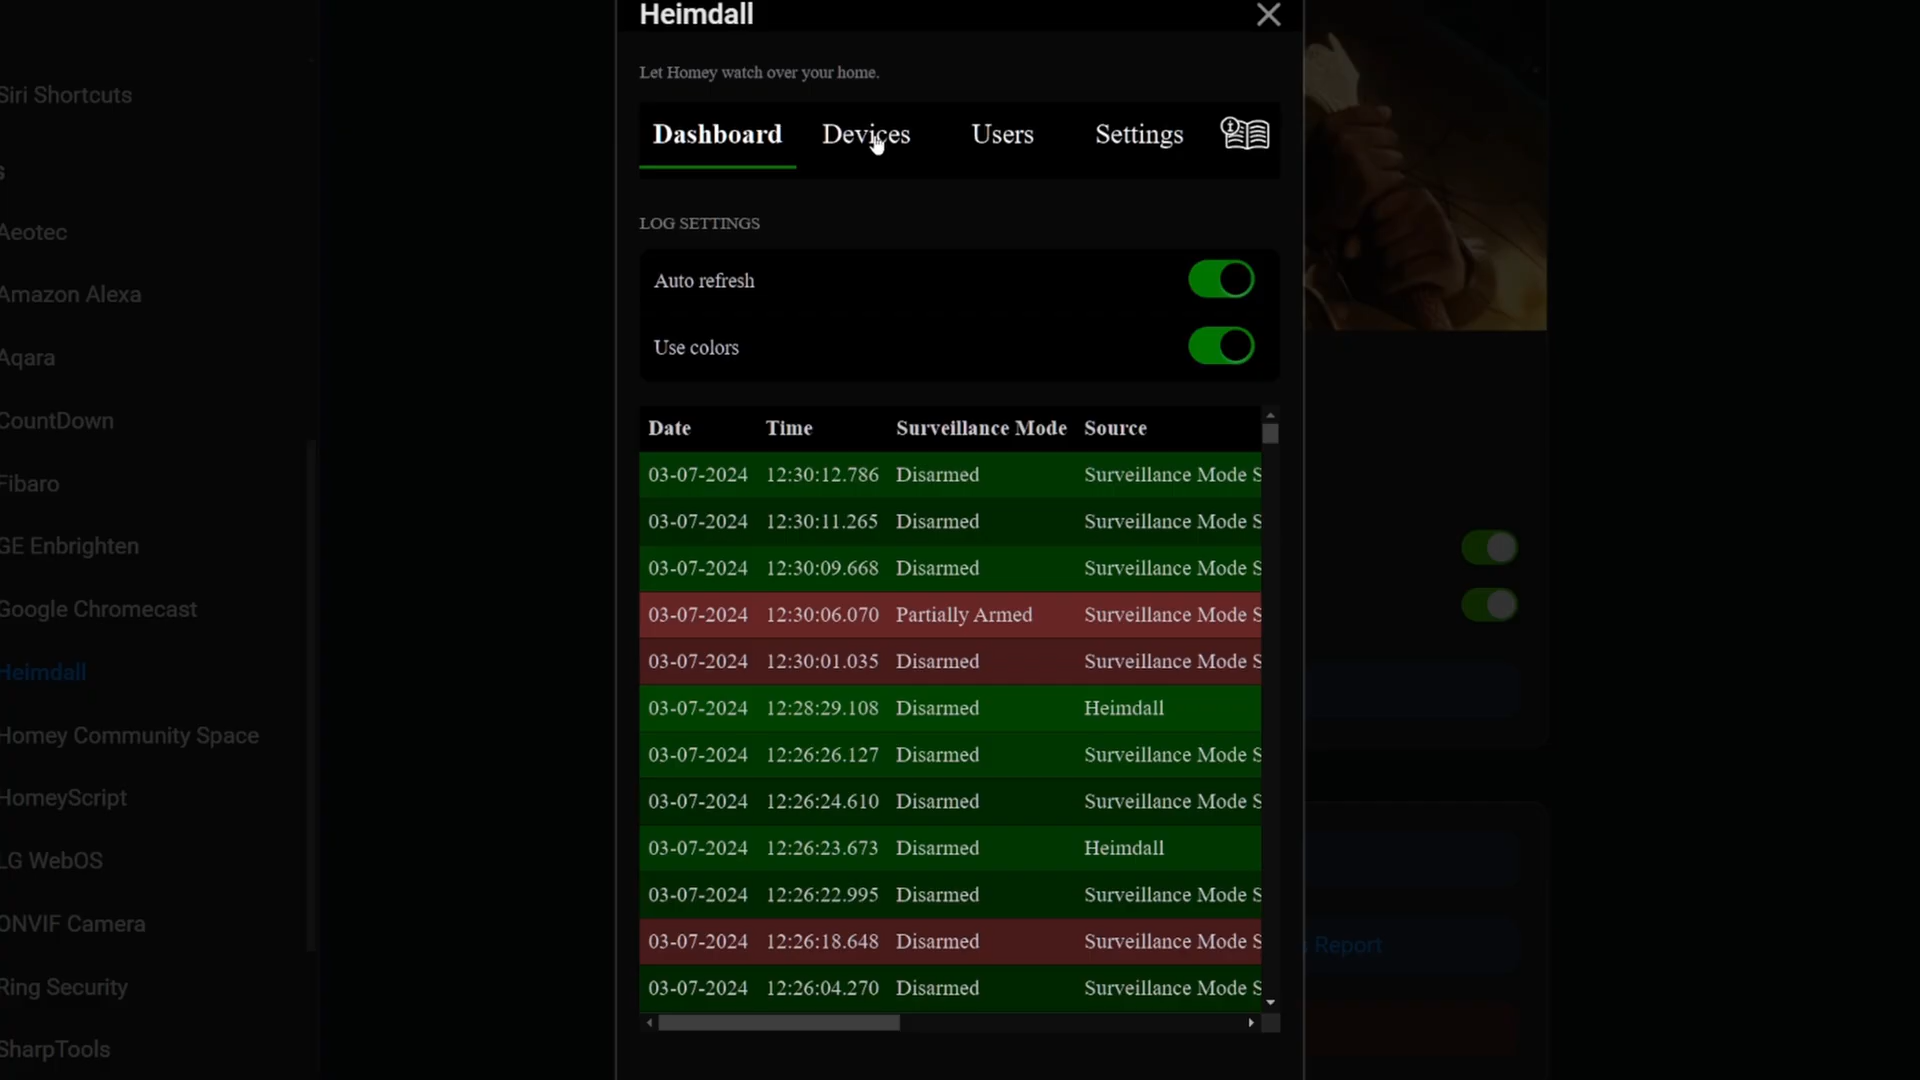 Heimdall
Let Homey watch over your home.
Dashboard Devices Users Settings
LOG SETTINGS
Auto refresh
Use colors
Date Time Surveillance Mode Source
03-07-2024 12:30:12.786 Disarmed Surveillance Mode S
03-07-2024 12:30:11.265 Disarmed Surveillance Mode S
03-07-2024 12:30:09.668 Disarmed Surveillance Mode S
03-07-2024 12:30:06.070 Partially Armed Surveillance Mode S
03-07-2024 12:30:01.035 Disarmed Surveillance Mode S
03-07-2024 12:28:29.108 Disarmed Heimdall
03-07-2024 12:26:26.127 Disarmed Surveillance Mode S
03-07-2024 12:26:24.610 Disarmed Surveillance Mode S
03-07-2024 12:26:23.673 Disarmed Heimdall
03-07-2024 12:26:22.995 Disarmed Surveillance Mode S
03-07-2024 12:26:18.648 Disarmed Surveillance Mode S
03-07-2024 12:26:04.270 Disarmed Surveillance Mode S
Siri Shortcuts
s
Aeotec
Amazon Alexa
Aqara
CountDown
Fibaro
GE Enbrighten
Google Chromecast
Heimdall
Homey Community Space
HomeyScript
LG WebOS
ONVIF Camera
Ring Security
SharpTools
Report